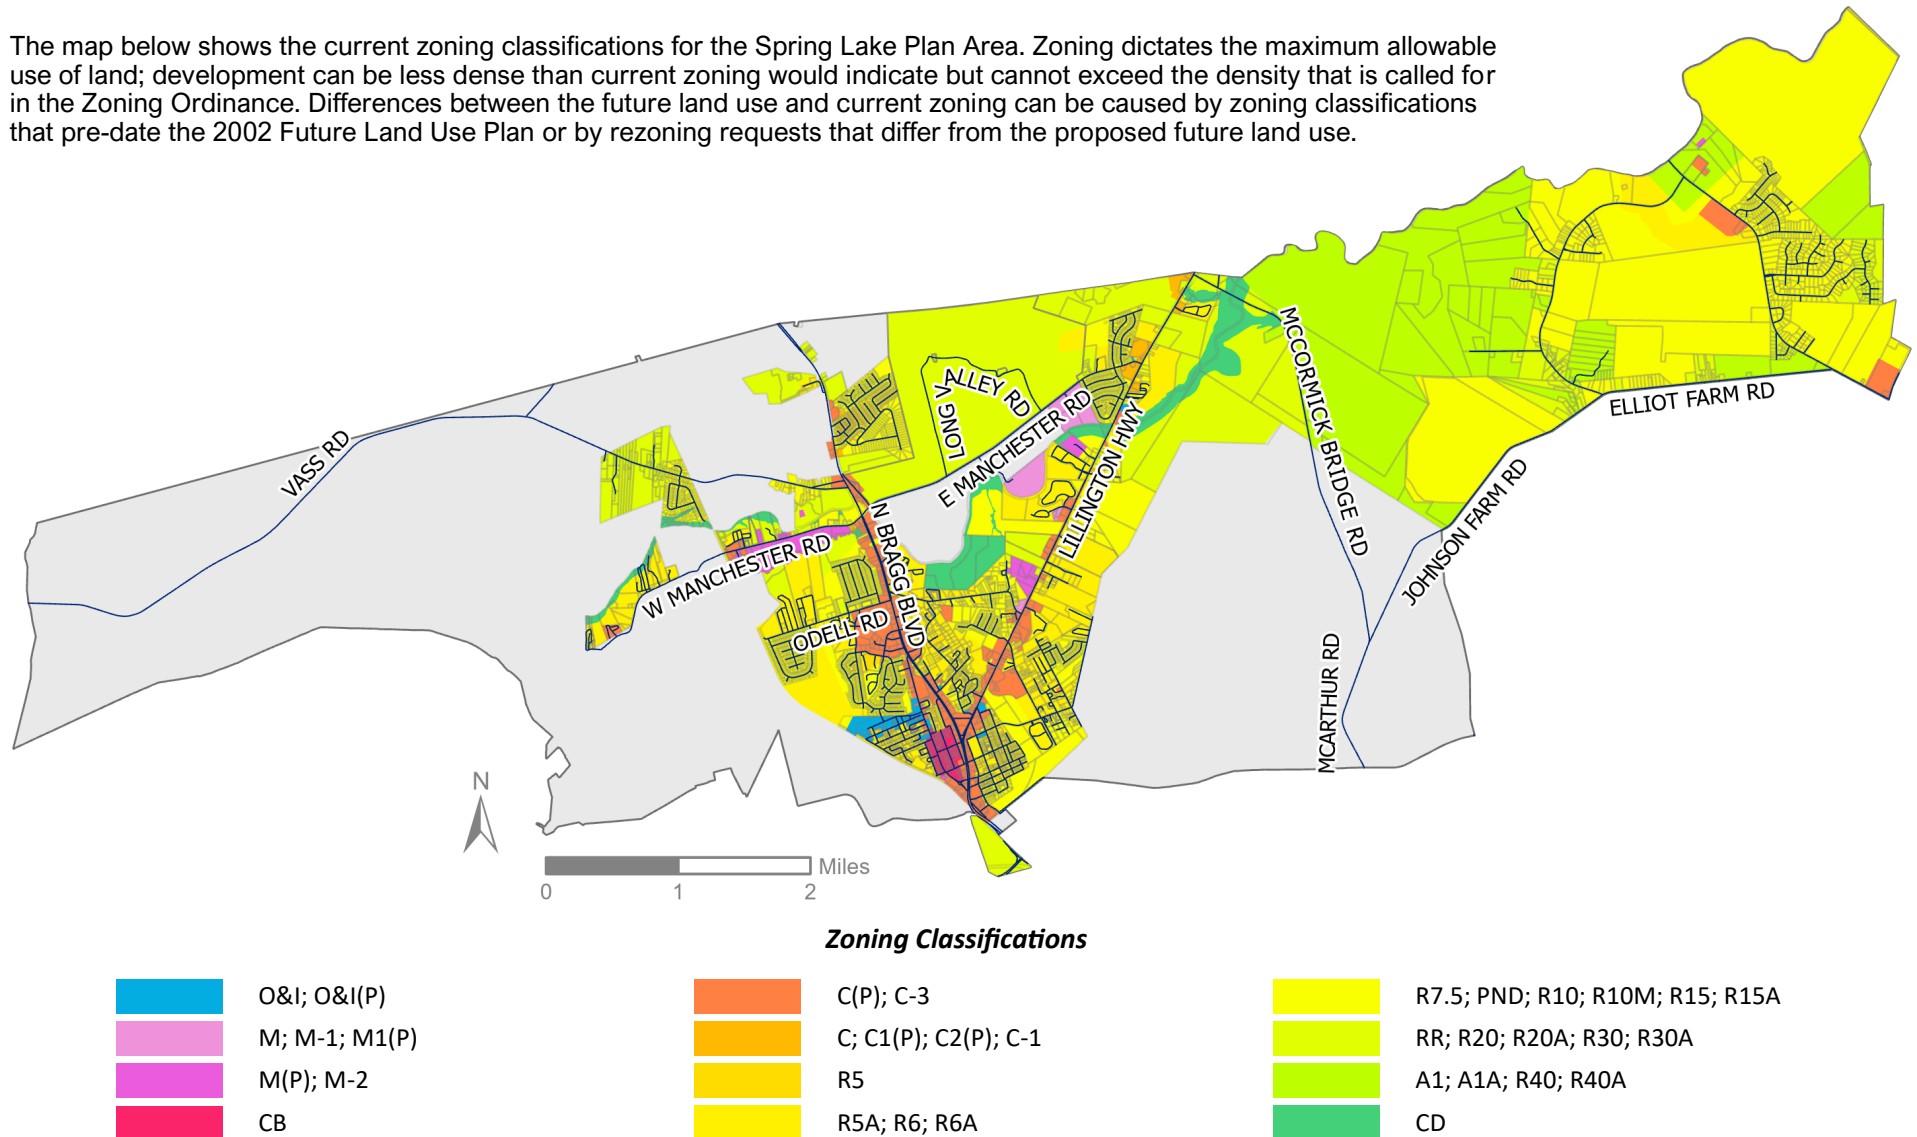 The map below shows the current zoning classifications for the Spring Lake Plan Area. Zoning dictates the maximum allowable
use of land; development can be less dense than current zoning would indicate but cannot exceed the density that is called for
in the Zoning Ordinance. Differences between the future land use and current zoning can be caused by zoning classifications
that pre-date the 2002 Future Land Use Plan or by rezoning requests that differ from the proposed future land use.
VASS RD
LONG VALLEY RD
E MANCHESTER RD
LILLINGTON HWY
MCCORMICK BRIDGE RD
ELLIOT FARM RD
JOHNSON FARM RD
N BRAGG BLVD
W MANCHESTER RD
ODELL RD
MCARTHUR RD
N
Miles
0 1 2
Zoning Classifications
O&I; O&I(P)
M; M-1; M1(P)
M(P); M-2
CB
C(P); C-3
C; C1(P); C2(P); C-1
R5
R5A; R6; R6A
R7.5; PND; R10; R10M; R15; R15A
RR; R20; R20A; R30; R30A
A1; A1A; R40; R40A
CD